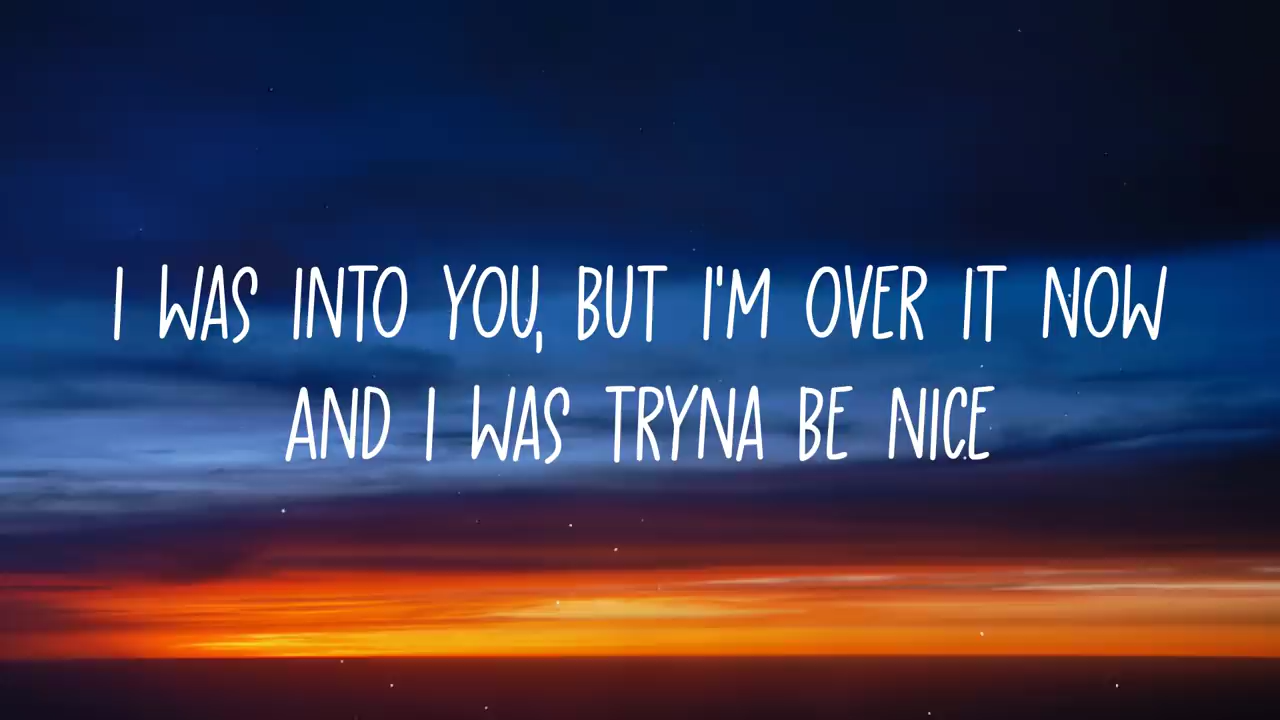 I WAS INTO YOU, BUT I'M OVER IT NOW
AND I WAS TRYNA BE NICE